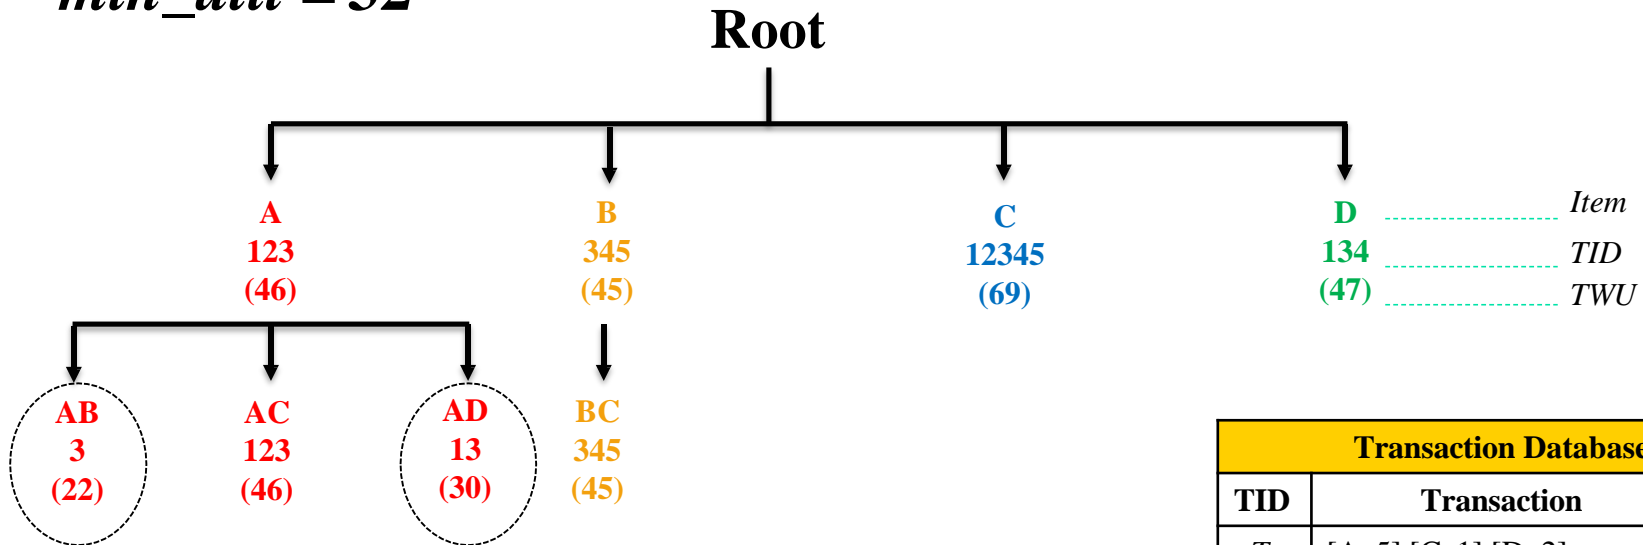 Root
A
123
(46)
B
345
(45)
C
12345
(69)
D
134
(47)
Item
TID
TWU
AB
3
(22)
AC
123
(46)
AD
13
(30)
BC
345
(45)
Transaction Database
TID Transaction